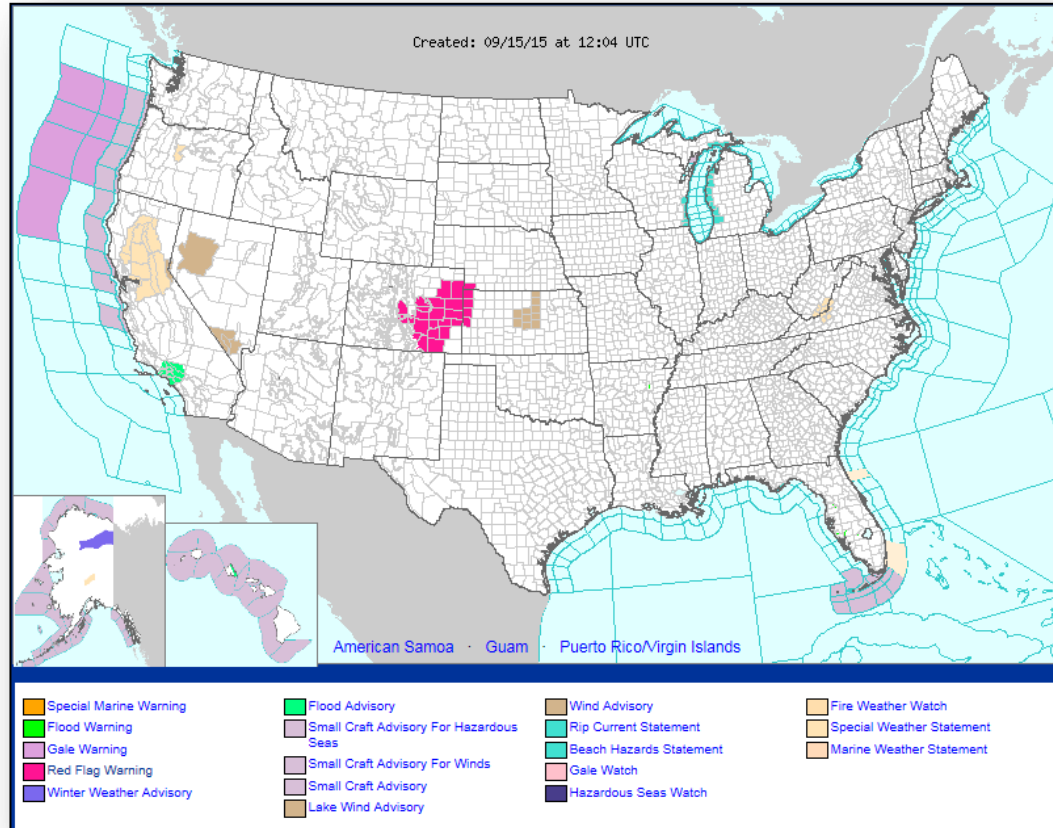 Created: 09/15/15 at 12:04 UTC
American Samoa · Guam · Puerto Rico/Virgin Islands
Special Marine Warning
Flood Warning
Gale Warning
Red Flag Warning
Winter Weather Advisory
Flood Advisory
Small Craft Advisory For Hazardous
Seas
Small Craft Advisory For Winds
Small Craft Advisory
Lake Wind Advisory
Wind Advisory
Rip Current Statement
Beach Hazards Statement
Gale Watch
Hazardous Seas Watch
Fire Weather Watch
Special Weather Statement
Marine Weather Statement